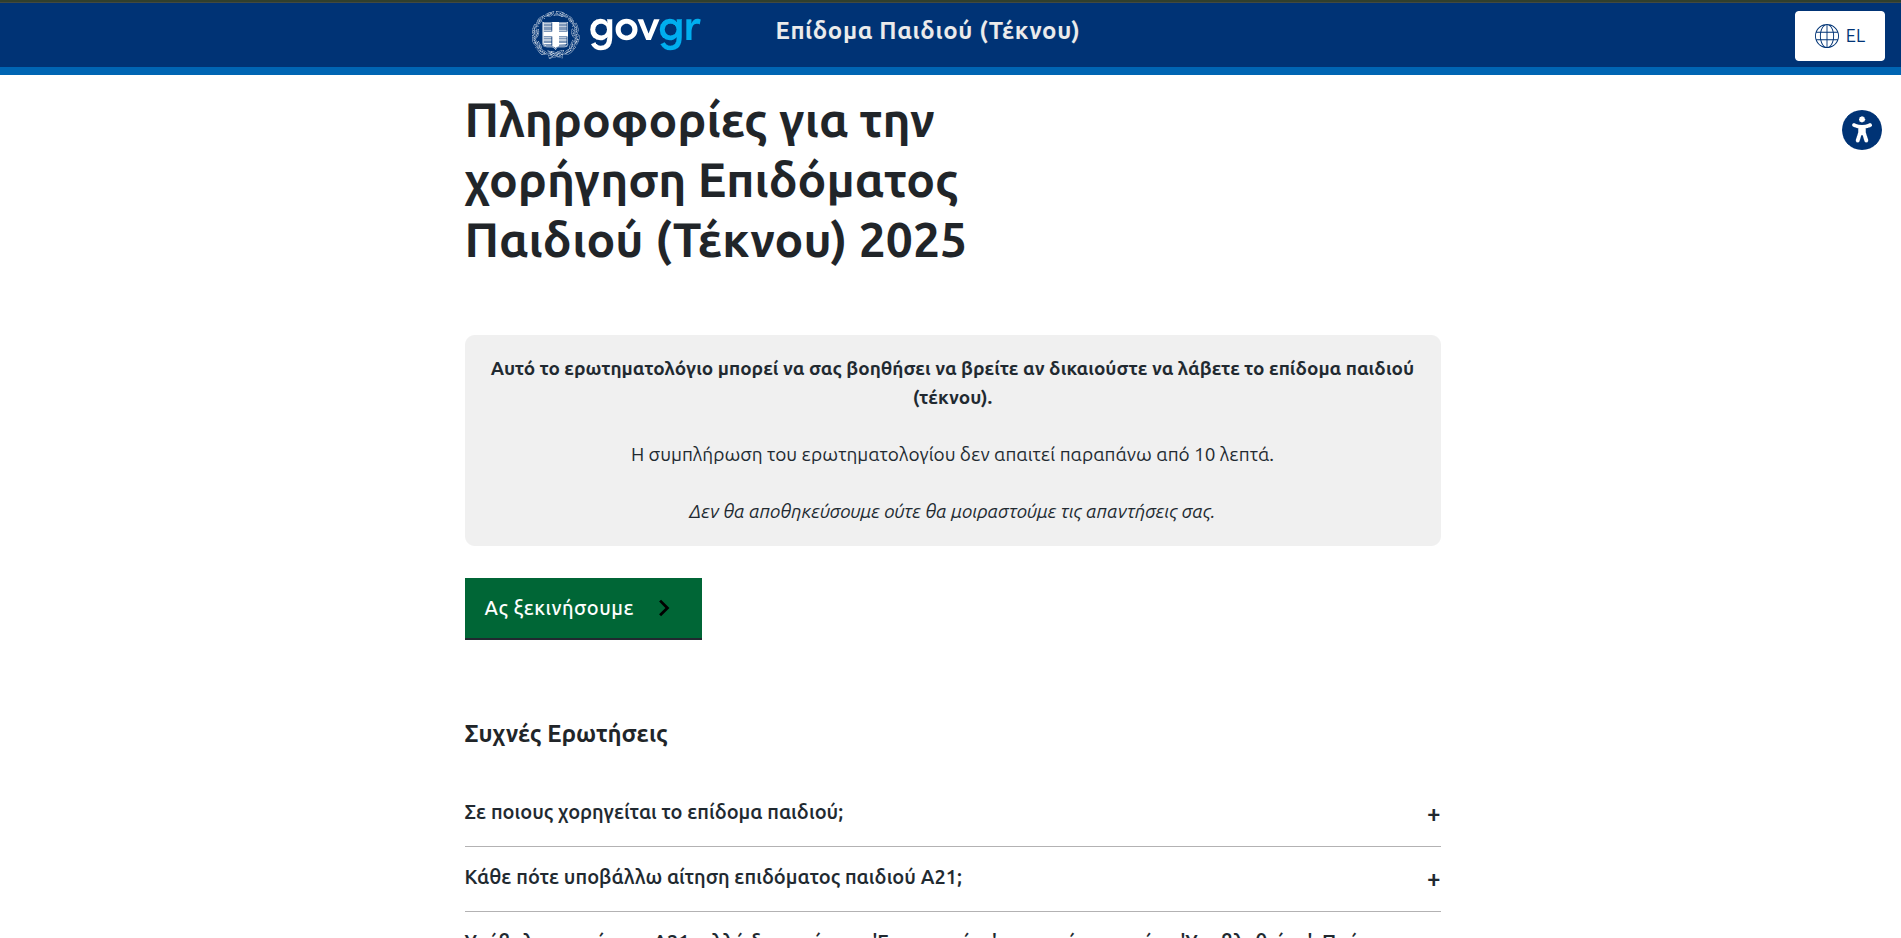 govgr
Επίδομα Παιδιού (Τέκνου)
EL
Πληροφορίες για την
χορήγηση Επιδόματος
Παιδιού (Τέκνου) 2025
Αυτό το ερωτηματολόγιο μπορεί να σας βοηθήσει να βρείτε αν δικαιούστε να λάβετε το επίδομα παιδιού
(τέκνου).
Η συμπλήρωση του ερωτηματολογίου δεν απαιτεί παραπάνω από 10 λεπτά.
Δεν θα αποθηκεύσουμε ούτε θα μοιραστούμε τις απαντήσεις σας.
Ας ξεκινήσουμε
Συχνές Ερωτήσεις
Σε ποιους χορηγείται το επίδομα παιδιού;
+
Κάθε πότε υποβάλλω αίτηση επιδόματος παιδιού Α21;
+